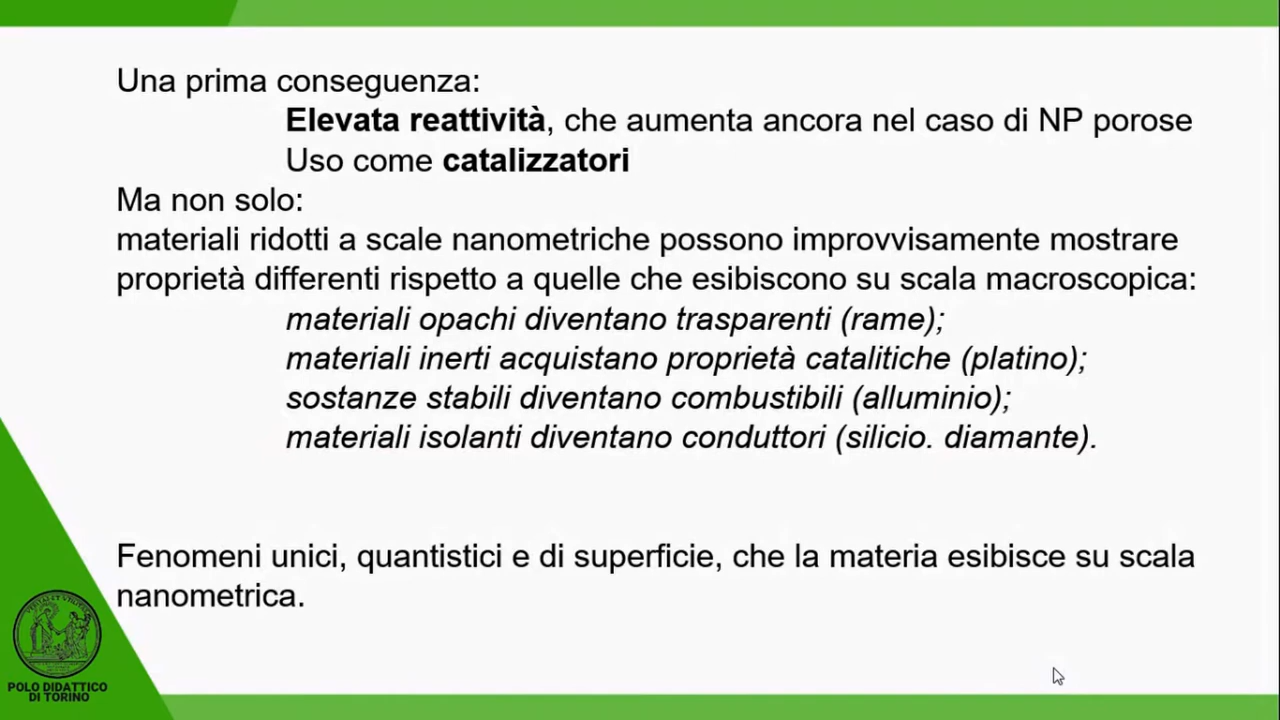 Una prima conseguenza:
Elevata reattività, che aumenta ancora nel caso di NP porose
Uso come catalizzatori
Ma non solo:
materiali ridotti a scale nanometriche possono improvvisamente mostrare
proprietà differenti rispetto a quelle che esibiscono su scala macroscopica:
materiali opachi diventano trasparenti (rame);
materiali inerti acquistano proprietà catalitiche (platino);
sostanze stabili diventano combustibili (alluminio);
materiali isolanti diventano conduttori (silicio. diamante).
Fenomeni unici, quantistici e di superficie, che la materia esibisce su scala
nanometrica.
POLO DIDATTICO
DI TORINO